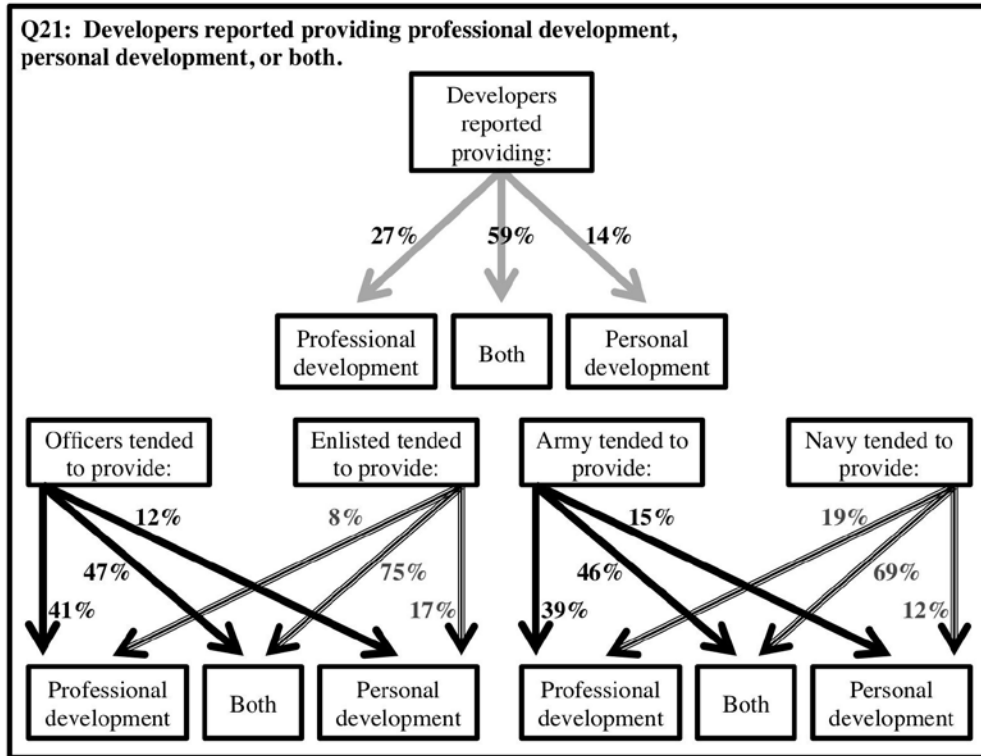 Q21:  Developers reported providing professional development,
personal development, or both.
Developers
reported
providing:
27%
59%
14%
Professional
development
Both
Personal
development
Officers tended
to provide:
Enlisted tended
to provide:
Army tended to
provide:
Navy tended to
provide:
12%
8%
15%
19%
47%
75%
46%
69%
41%
17%
39%
12%
Professional
development
Both
Personal
development
Professional
development
Both
Personal
development